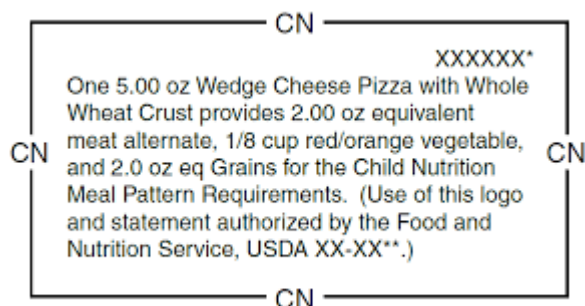 CN
XXXXXX*
One 5.00 oz Wedge Cheese Pizza with Whole
Wheat Crust provides 2.00 oz equivalent
meat alternate, 1/8 cup red/orange vegetable,
CN
CN
and 2.0 oz eq Grains for the Child Nutrition
Meal Pattern Requirements. (Use of this logo
and statement authorized by the Food and
Nutrition Service, USDA XX-XX**.)
CN